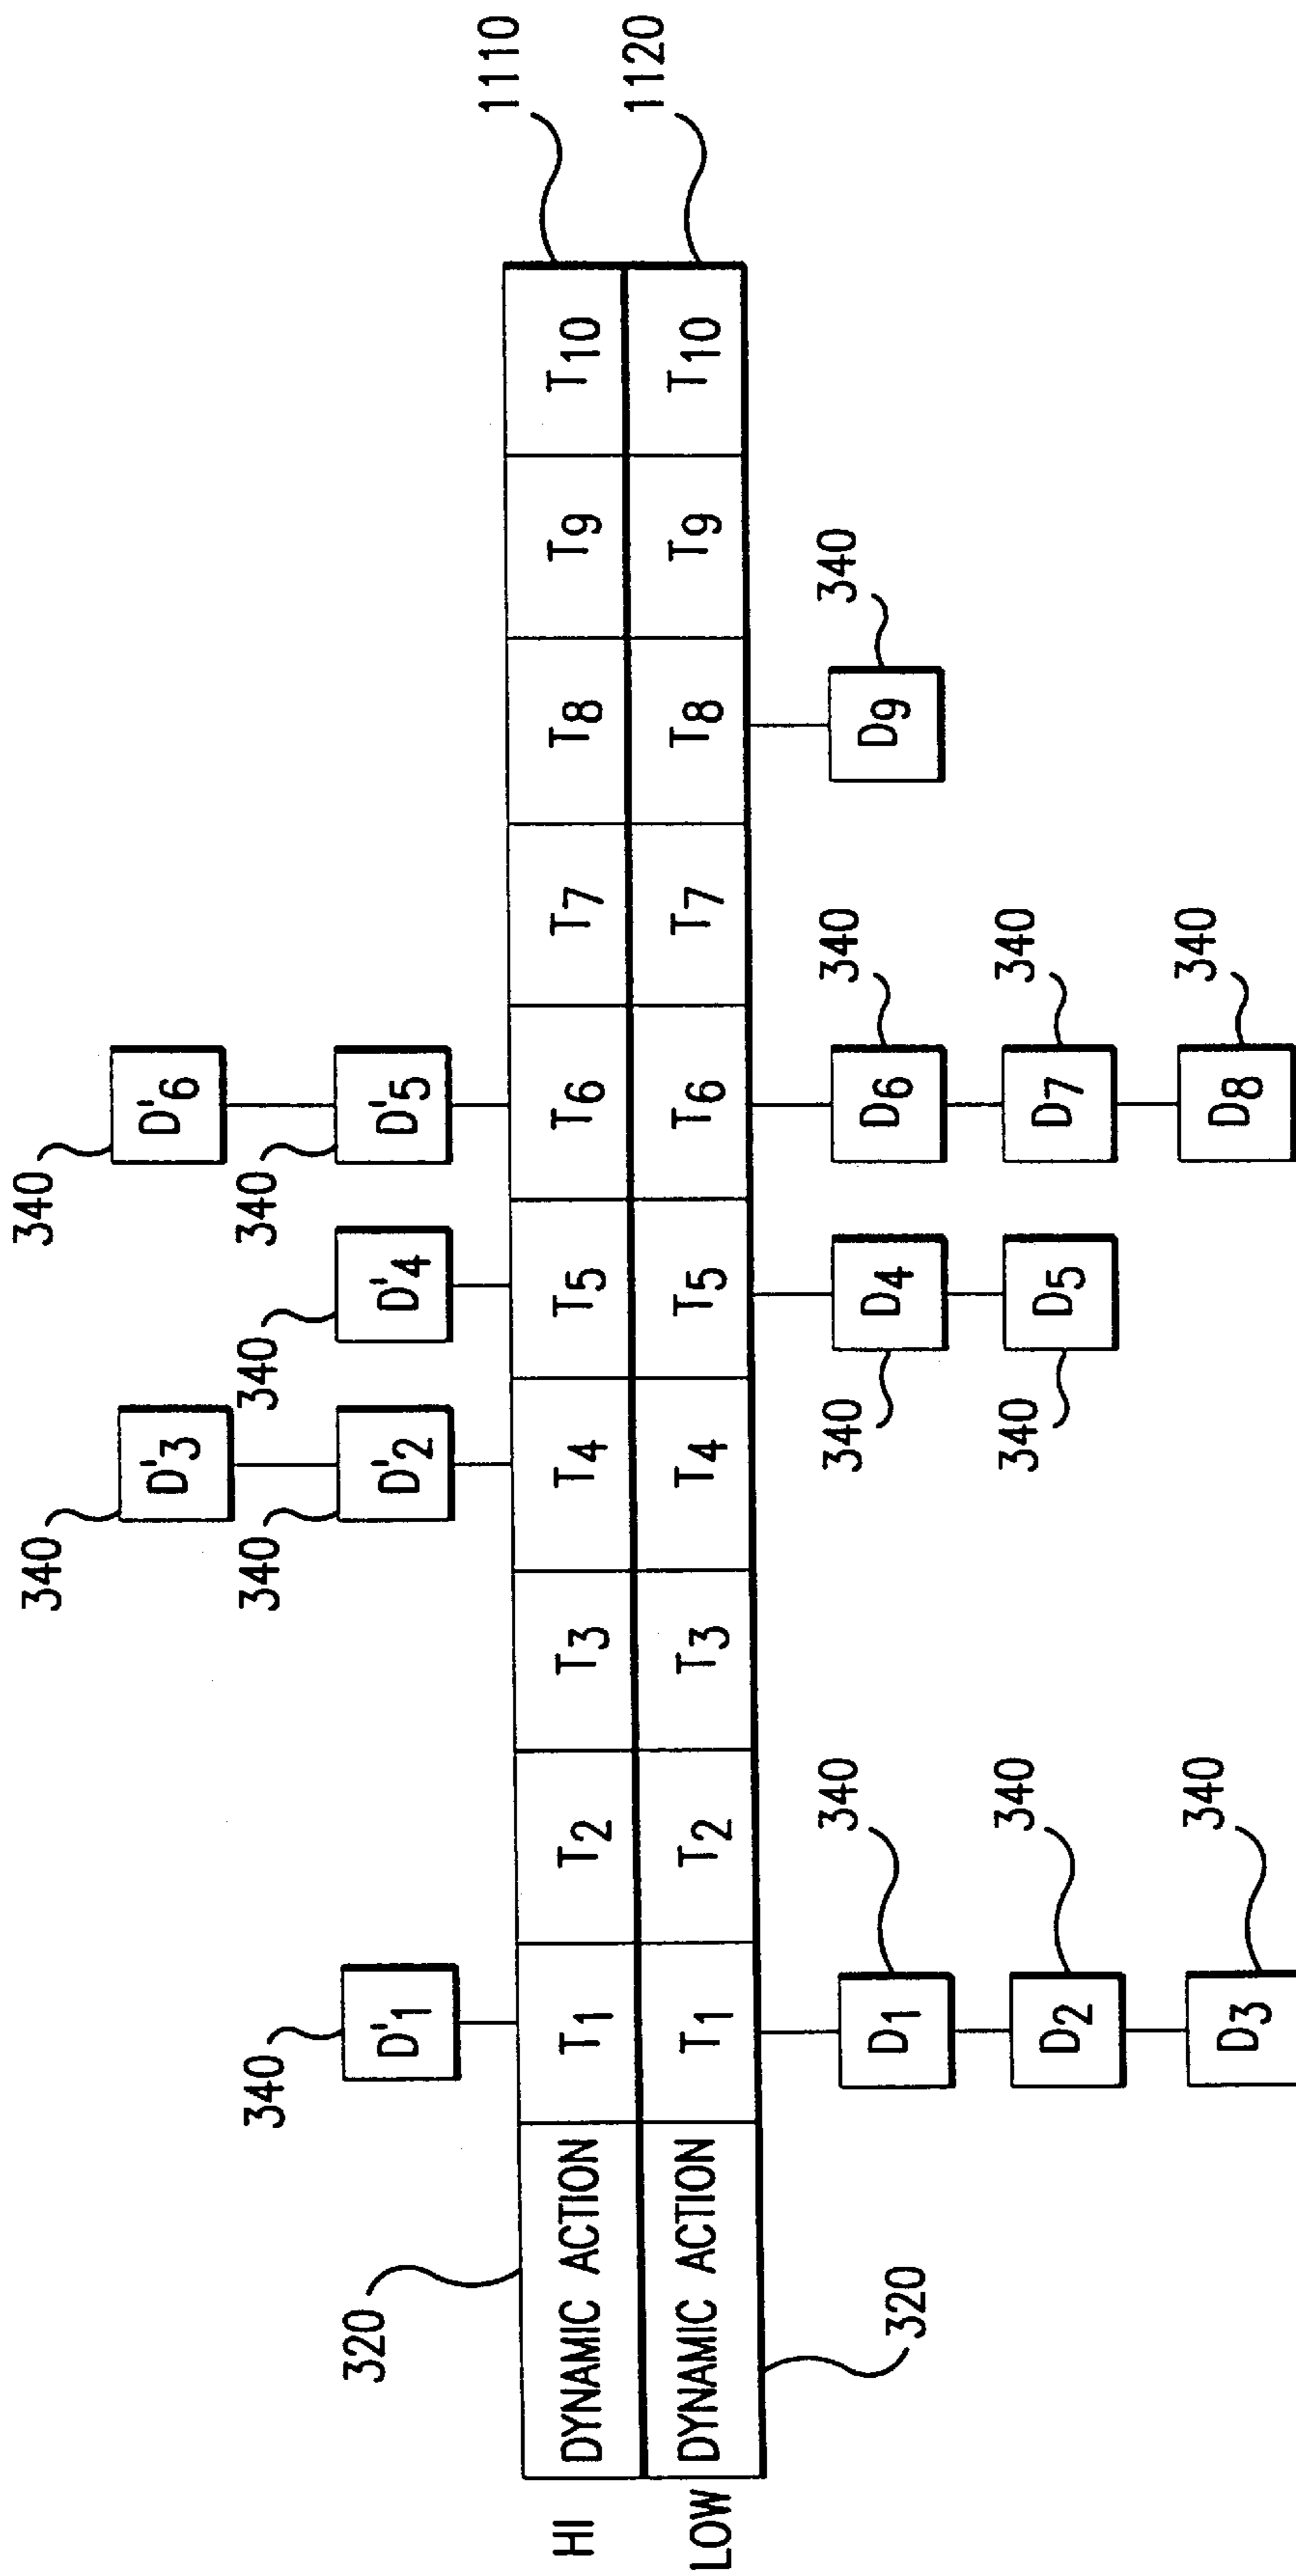 340 340
D'3 D'6
340 340 340 340
D'1 D'2 D'4 D'5
320
HI DYNAMIC ACTION T1 T2 T3 T4 T5 T6 T7 T8 T9 T10 1110
LOW DYNAMIC ACTION T1 T2 T3 T4 T5 T6 T7 T8 T9 T10 1120
320
340 340 340 340
D1 D4 D6 D9
340 340 340
D2 D5 D7
340 340
D3 D8